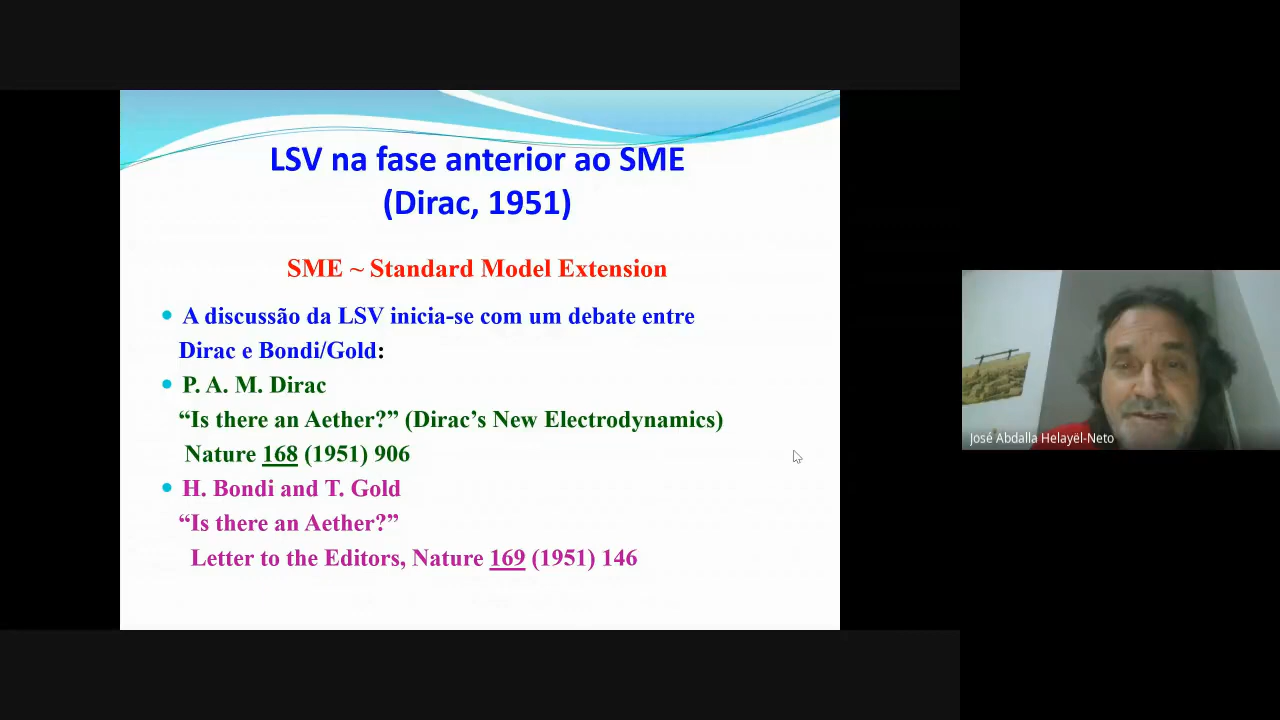 LSV na fase anterior ao SME
(Dirac, 1951)
SME ~ Standard Model Extension
A discussão da LSV inicia-se com um debate entre
Dirac e Bondi/Gold:
P. A. M. Dirac
“Is there an Aether?” (Dirac’s New Electrodynamics)
Nature 168 (1951) 906
H. Bondi and T. Gold
“Is there an Aether?”
Letter to the Editors, Nature 169 (1951) 146
José Abdalla Helayël-Neto